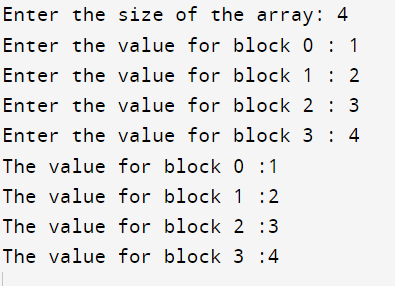 Enter the size of the array: 4
Enter the value for block 0 : 1
Enter the value for block 1 : 2
Enter the value for block 2 : 3
Enter the value for block 3 : 4
The value for block 0 :1
The value for block 1 :2
The value for block 2 :3
The value for block 3 :4